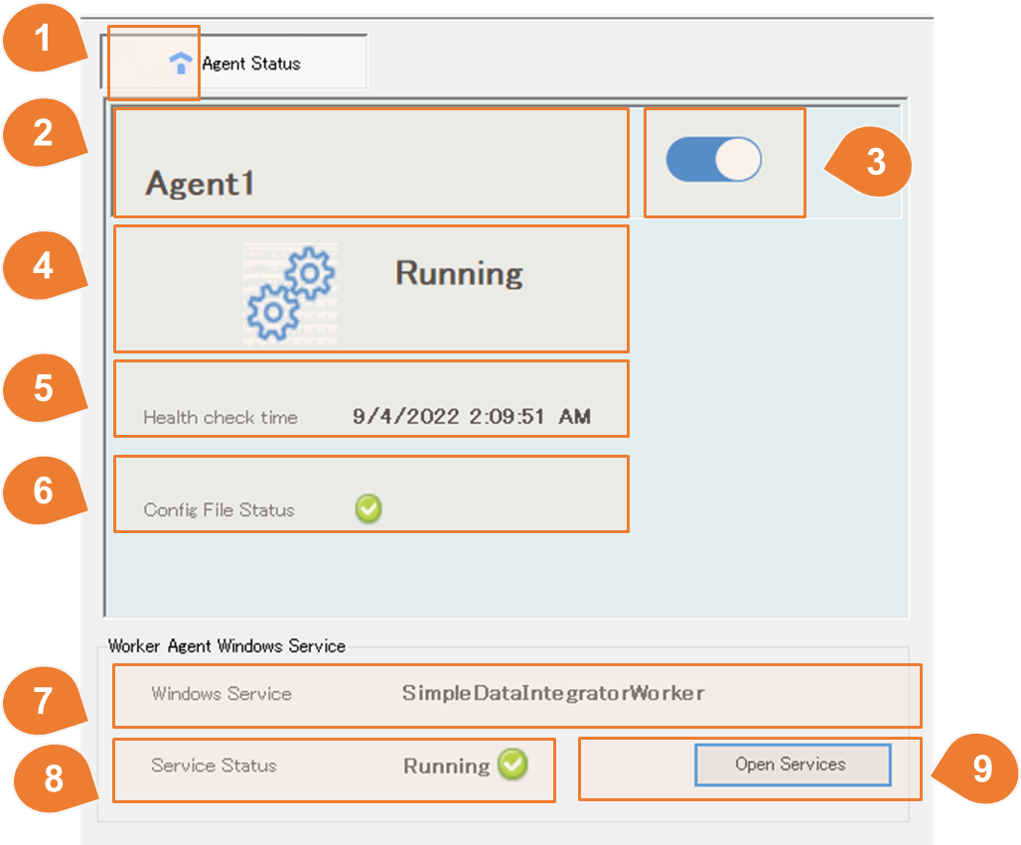 1
Agent Status
2
Agent1
3
4
Running
5
Health check time 9/4/2022 2:09:51 AM
6
Config File Status
Worker Agent Windows Service
7
Windows Service SimpleDataIntegratorWorker
8
Service Status Running
Open Services
9